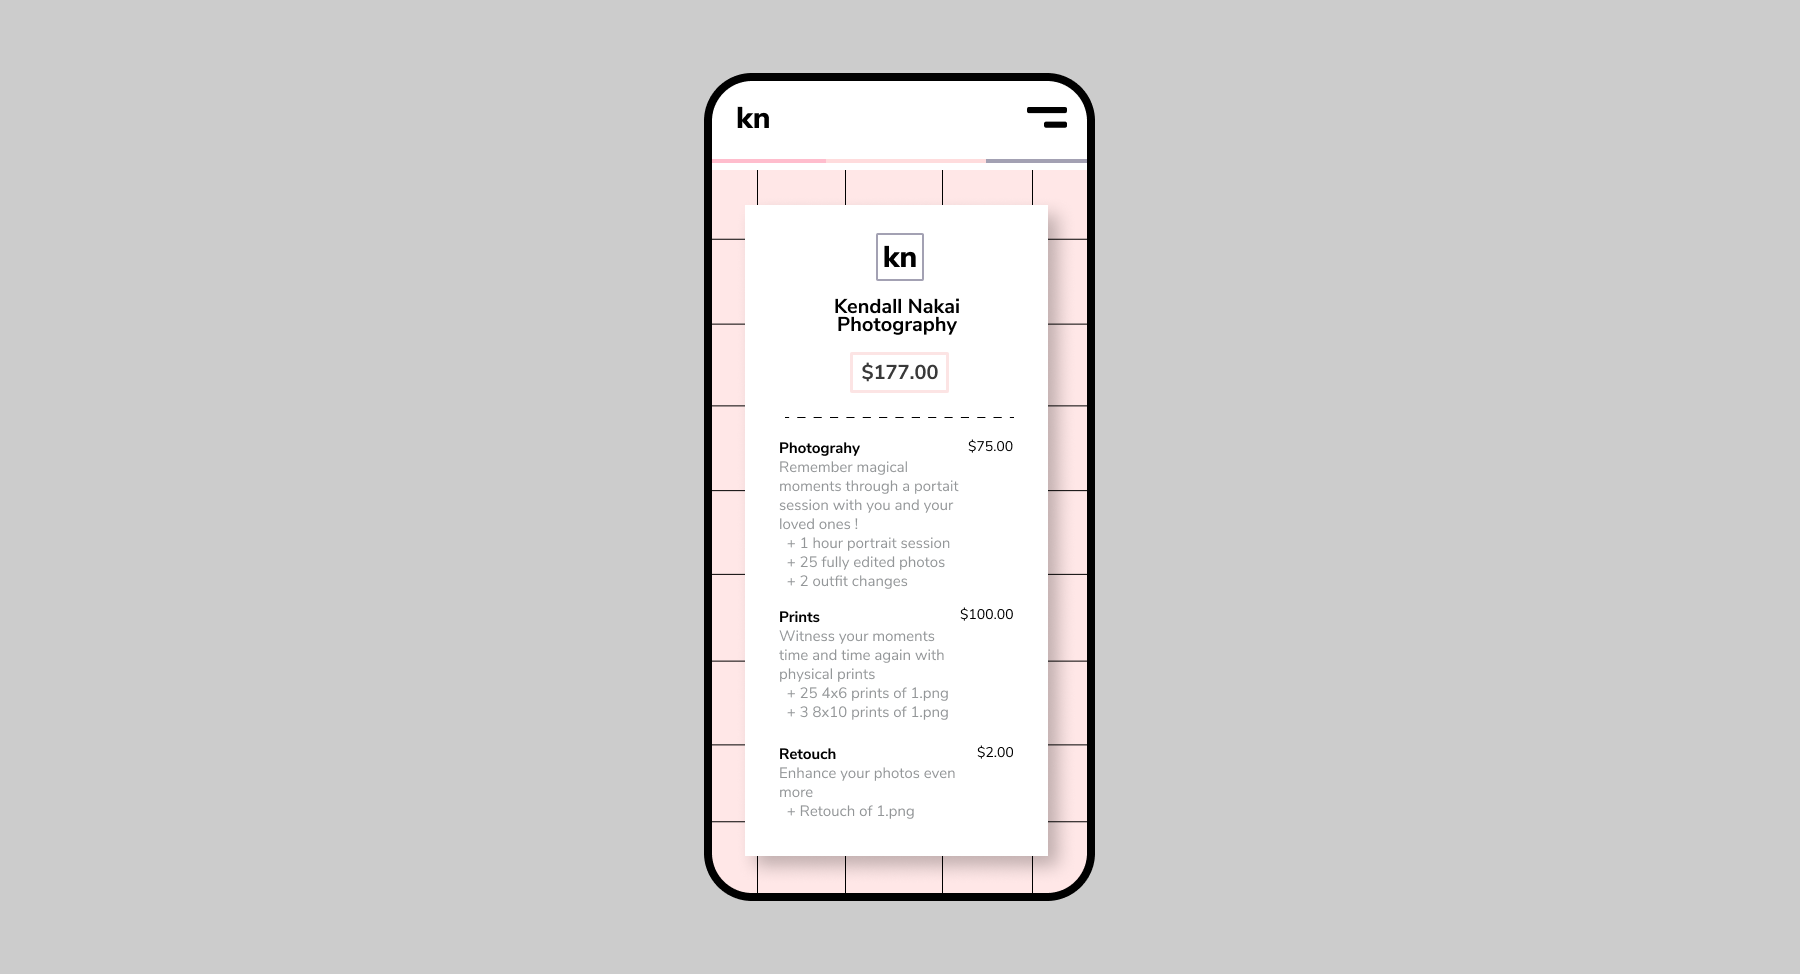 kn
kn
Kendall Nakai
Photography
$177.00
Photograhy $75.00
Remember magical
moments through a portait
session with you and your
loved ones !
+ 1 hour portrait session
+ 25 fully edited photos
+ 2 outfit changes
Prints $100.00
Witness your moments
time and time again with
physical prints
+ 25 4x6 prints of 1.png
+ 3 8x10 prints of 1.png
Retouch $2.00
Enhance your photos even
more
+ Retouch of 1.png